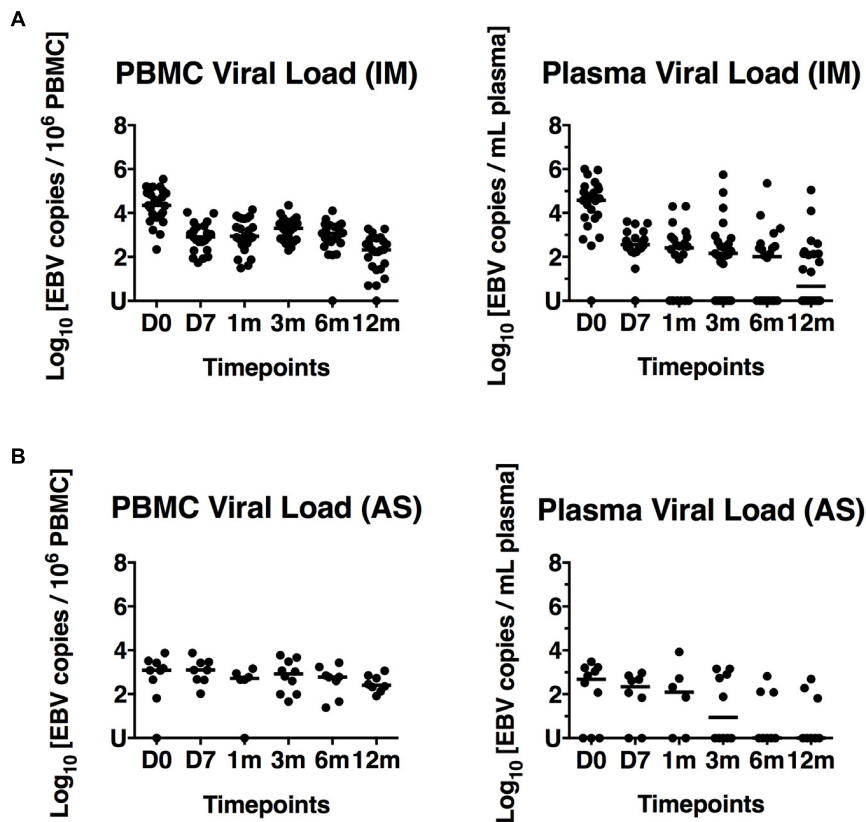 A
PBMC Viral Load (IM)
Log10 [EBV copies / 10⁶ PBMC]
8
6
4
2
U
D0 D7 1m 3m 6m 12m
Timepoints
Plasma Viral Load (IM)
Log10 [EBV copies / mL plasma]
8
6
4
2
U
D0 D7 1m 3m 6m 12m
Timepoints
B
PBMC Viral Load (AS)
Log10 [EBV copies / 10⁶ PBMC]
8
6
4
2
U
D0 D7 1m 3m 6m 12m
Timepoints
Plasma Viral Load (AS)
Log10 [EBV copies / mL plasma]
8
6
4
2
U
D0 D7 1m 3m 6m 12m
Timepoints